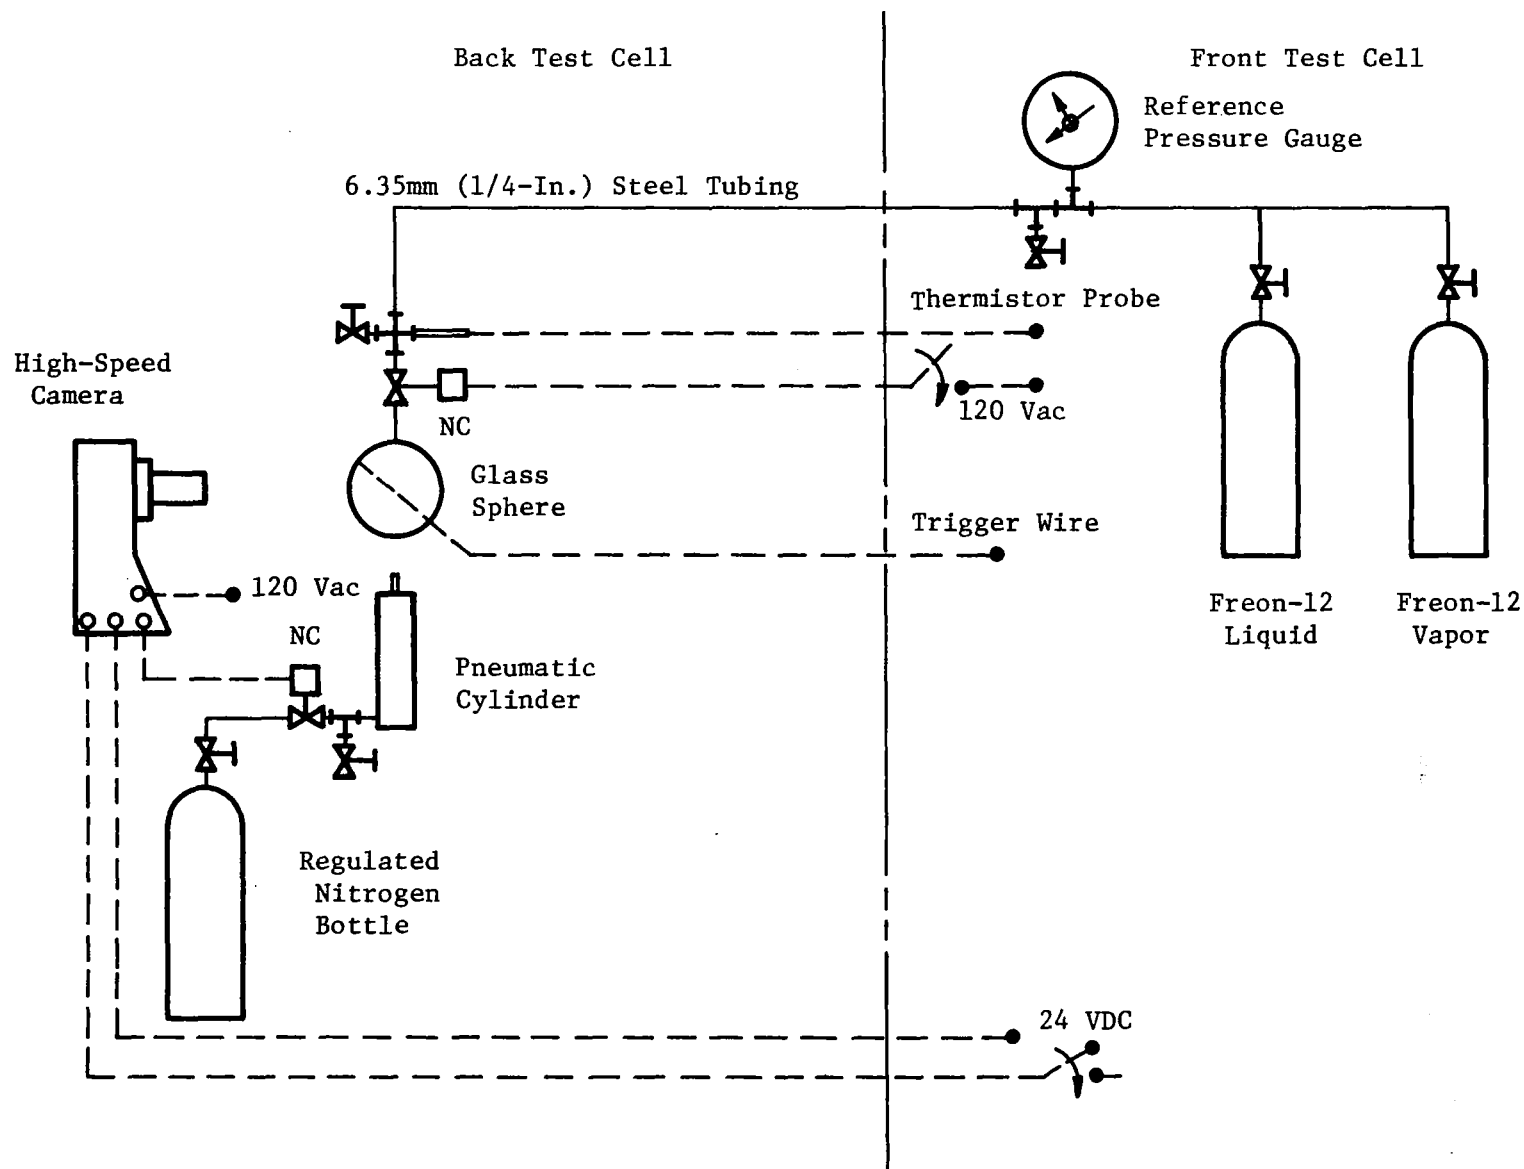 Back Test Cell
Front Test Cell
Reference
Pressure Gauge
6.35mm (1/4-In.) Steel Tubing
Thermistor Probe
High-Speed
Camera
120 Vac
NC
Glass
Sphere
Trigger Wire
120 Vac
NC
Freon-12
Liquid
Freon-12
Vapor
Pneumatic
Cylinder
Regulated
Nitrogen
Bottle
24 VDC